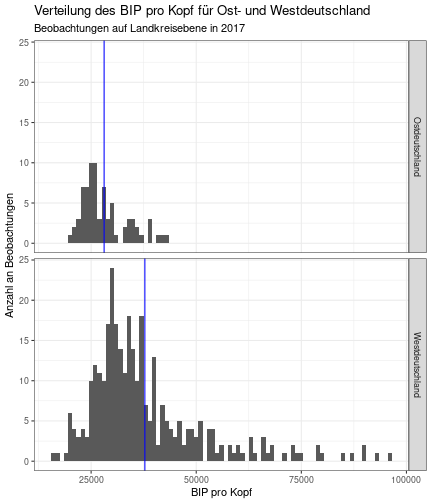 Verteilung des BIP pro Kopf für Ost- und Westdeutschland
Beobachtungen auf Landkreisebene in 2017
Anzahl an Beobachtungen
25
20
15
10
5
0
Ostdeutschland
25
20
15
10
5
0
Westdeutschland
25000
50000
75000
100000
BIP pro Kopf